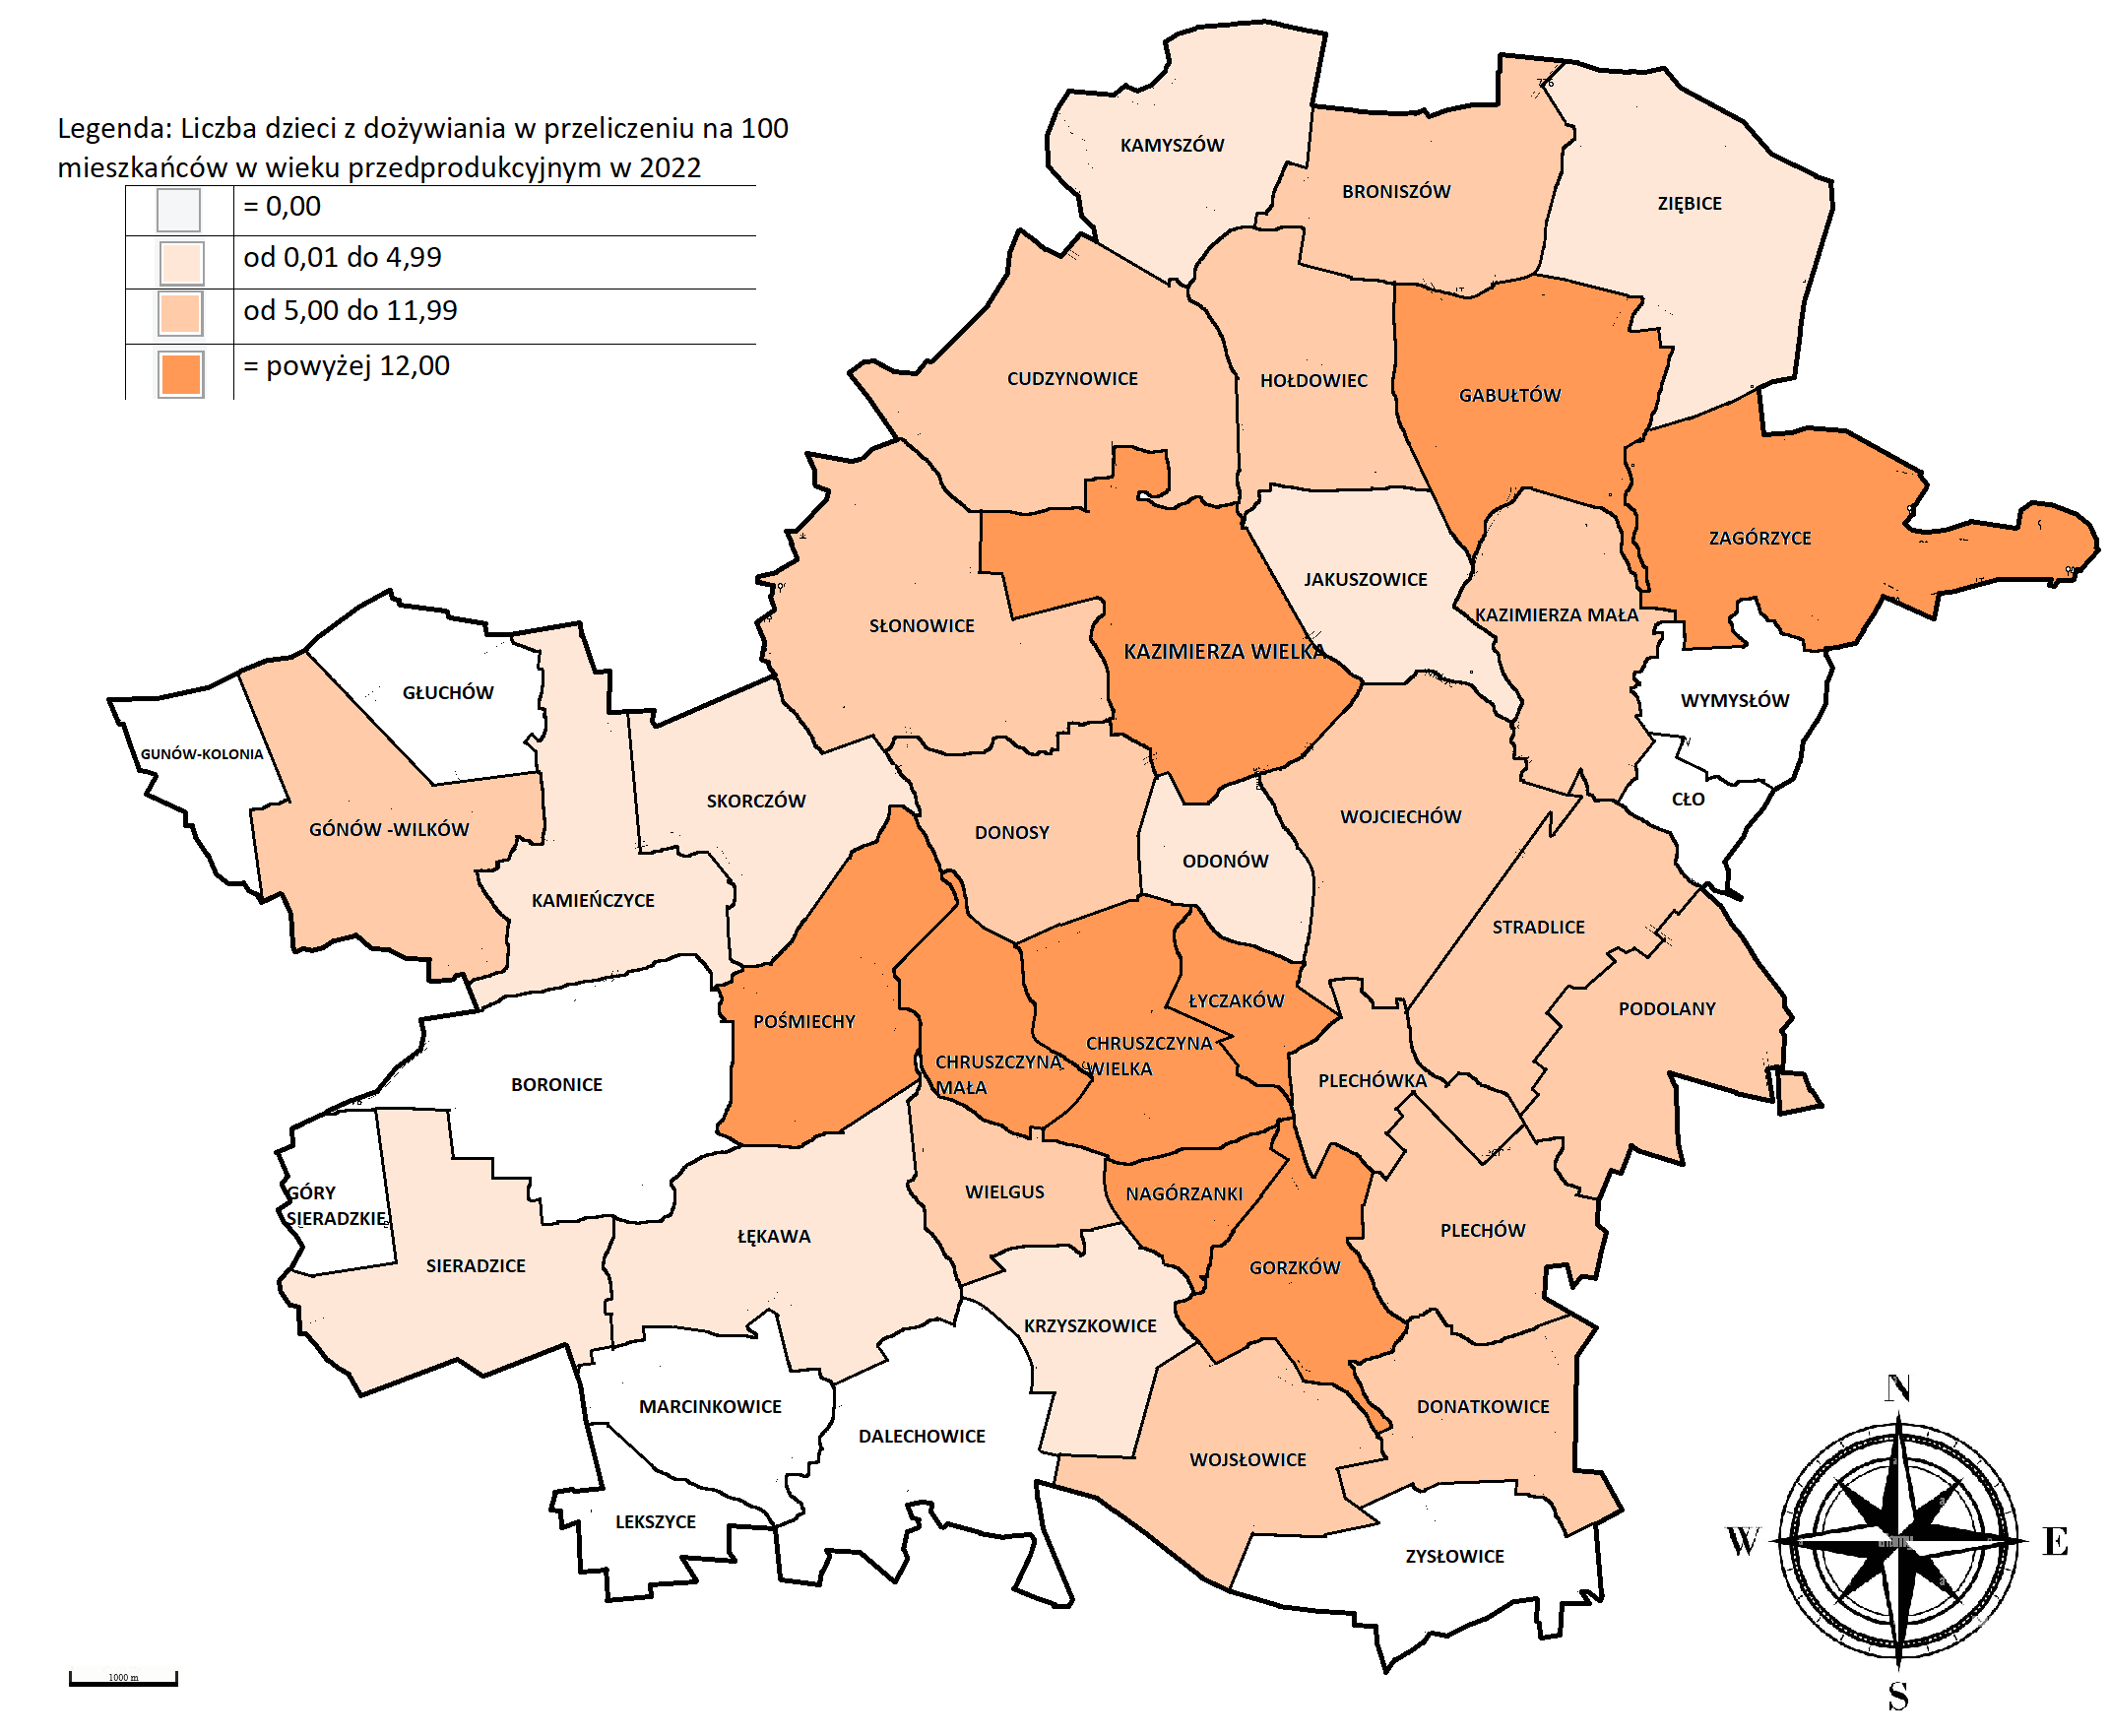 Legenda: Liczba dzieci z dożywiania w przeliczeniu na 100
mieszkańców w wieku przedprodukcyjnym w 2022
= 0,00
od 0,01 do 4,99
od 5,00 do 11,99
= powyżej 12,00
KAMYSZÓW
BRONISZÓW
ZIĘBICE
CUDZYNOWICE
HOŁDOWIEC
GABUŁTÓW
ZAGÓRZYCE
JAKUSZOWICE
KAZIMIERZA MAŁA
SŁONOWICE
KAZIMIERZA WIELKA
GŁUCHÓW
WYMYSŁÓW
GUNÓW-KOLONIA
SKORCZÓW
CŁO
GÓNÓW -WILKÓW
DONOSY
WOJCIECHÓW
ODONÓW
KAMIEŃCZYCE
STRADLICE
ŁYCZAKÓW
PODOLANY
POŚMIECHY
CHRUSZCZYNA
WIELKA
CHRUSZCZYNA
MAŁA
BORONICE
PLECHÓWKA
GÓRY
SIERADZKIE
WIELGUS
NAGÓRZANKI
ŁĘKAWA
PLECHÓW
SIERADZICE
GORZKÓW
KRZYSZKOWICE
MARCINKOWICE
DONATKOWICE
DALECHOWICE
WOJSŁOWICE
LEKSZYCE
ZYSŁOWICE
N
W
E
S
1000 m